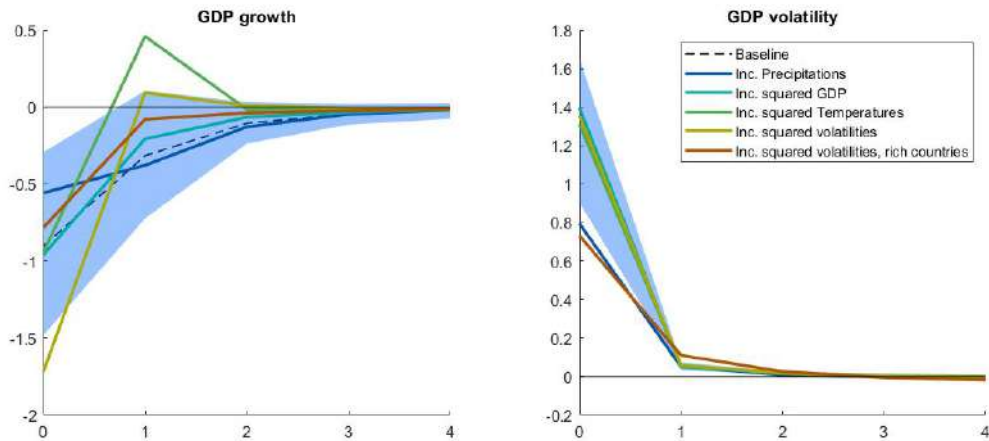 GDP growth
0.5
0
-0.5
-1
-1.5
-2
0 1 2 3 4
GDP volatility
1.8
1.6
1.4
1.2
1
0.8
0.6
0.4
0.2
0
-0.2
0 1 2 3 4
Baseline
Inc. Precipitations
Inc. squared GDP
Inc. squared Temperatures
Inc. squared volatilities
Inc. squared volatilities, rich countries